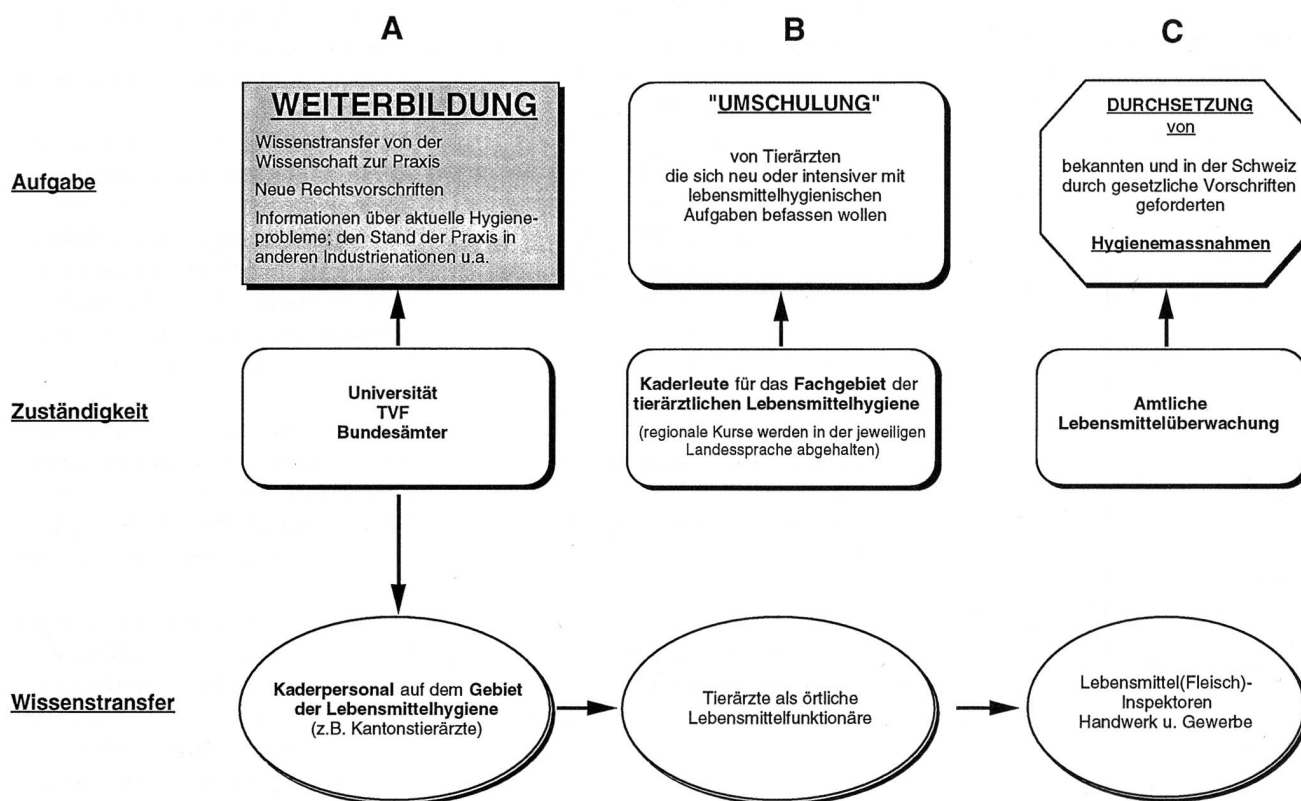 A
B
C
Aufgabe
WEITERBILDUNG
Wissenstransfer von der
Wissenschaft zur Praxis
Neue Rechtsvorschriften
Informationen über aktuelle Hygiene-
probleme; den Stand der Praxis in
anderen Industrienationen u.a.
"UMSCHULUNG"
von Tierärzten
die sich neu oder intensiver mit
lebensmittelhygienischen
Aufgaben befassen wollen
DURCHSETZUNG
von
bekannten und in der Schweiz
durch gesetzliche Vorschriften
geforderten
Hygienemassnahmen
Zuständigkeit
Universität
TVF
Bundesämter
Kaderleute für das Fachgebiet der
tierärztlichen Lebensmittelhygiene
(regionale Kurse werden in der jeweiligen
Landessprache abgehalten)
Amtliche
Lebensmittelüberwachung
Wissenstransfer
Kaderpersonal auf dem Gebiet
der Lebensmittelhygiene
(z.B. Kantonstierärzte)
Tierärzte als örtliche
Lebensmittelfunktionäre
Lebensmittel(Fleisch)-
Inspektoren
Handwerk u. Gewerbe